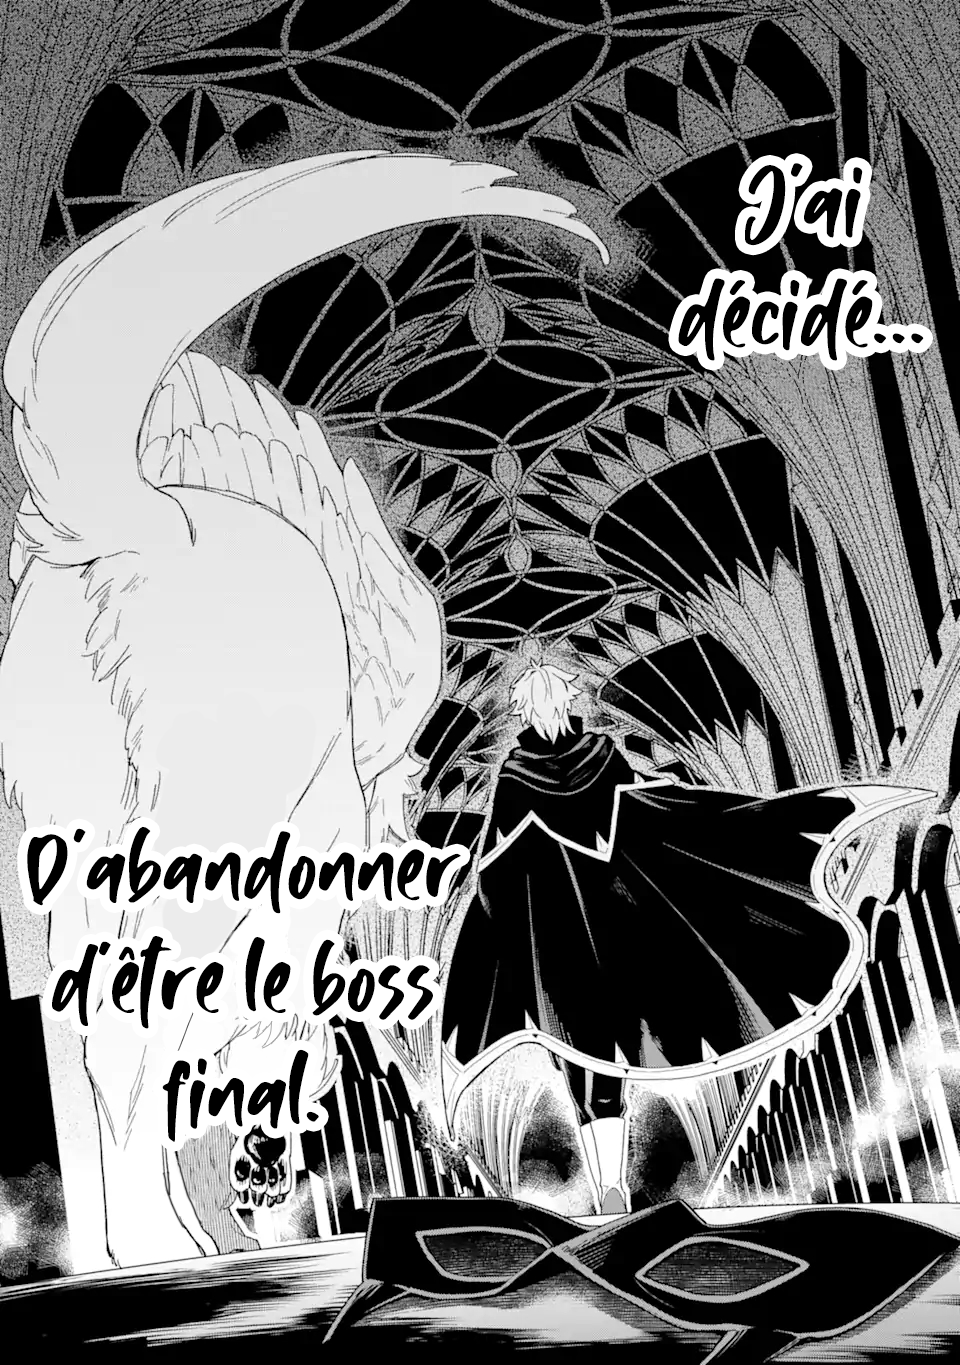 J'ai
décidé...
D'abandonner
d'être le boss
final.